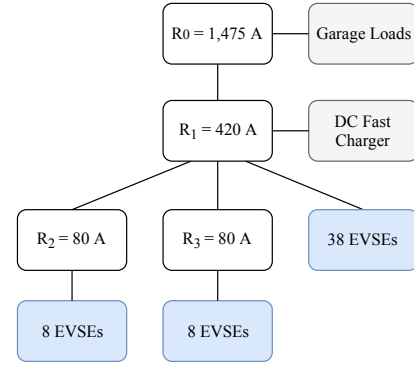 R0 = 1,475 A
Garage Loads
R1 = 420 A
DC Fast
Charger
R2 = 80 A
R3 = 80 A
38 EVSEs
8 EVSEs
8 EVSEs